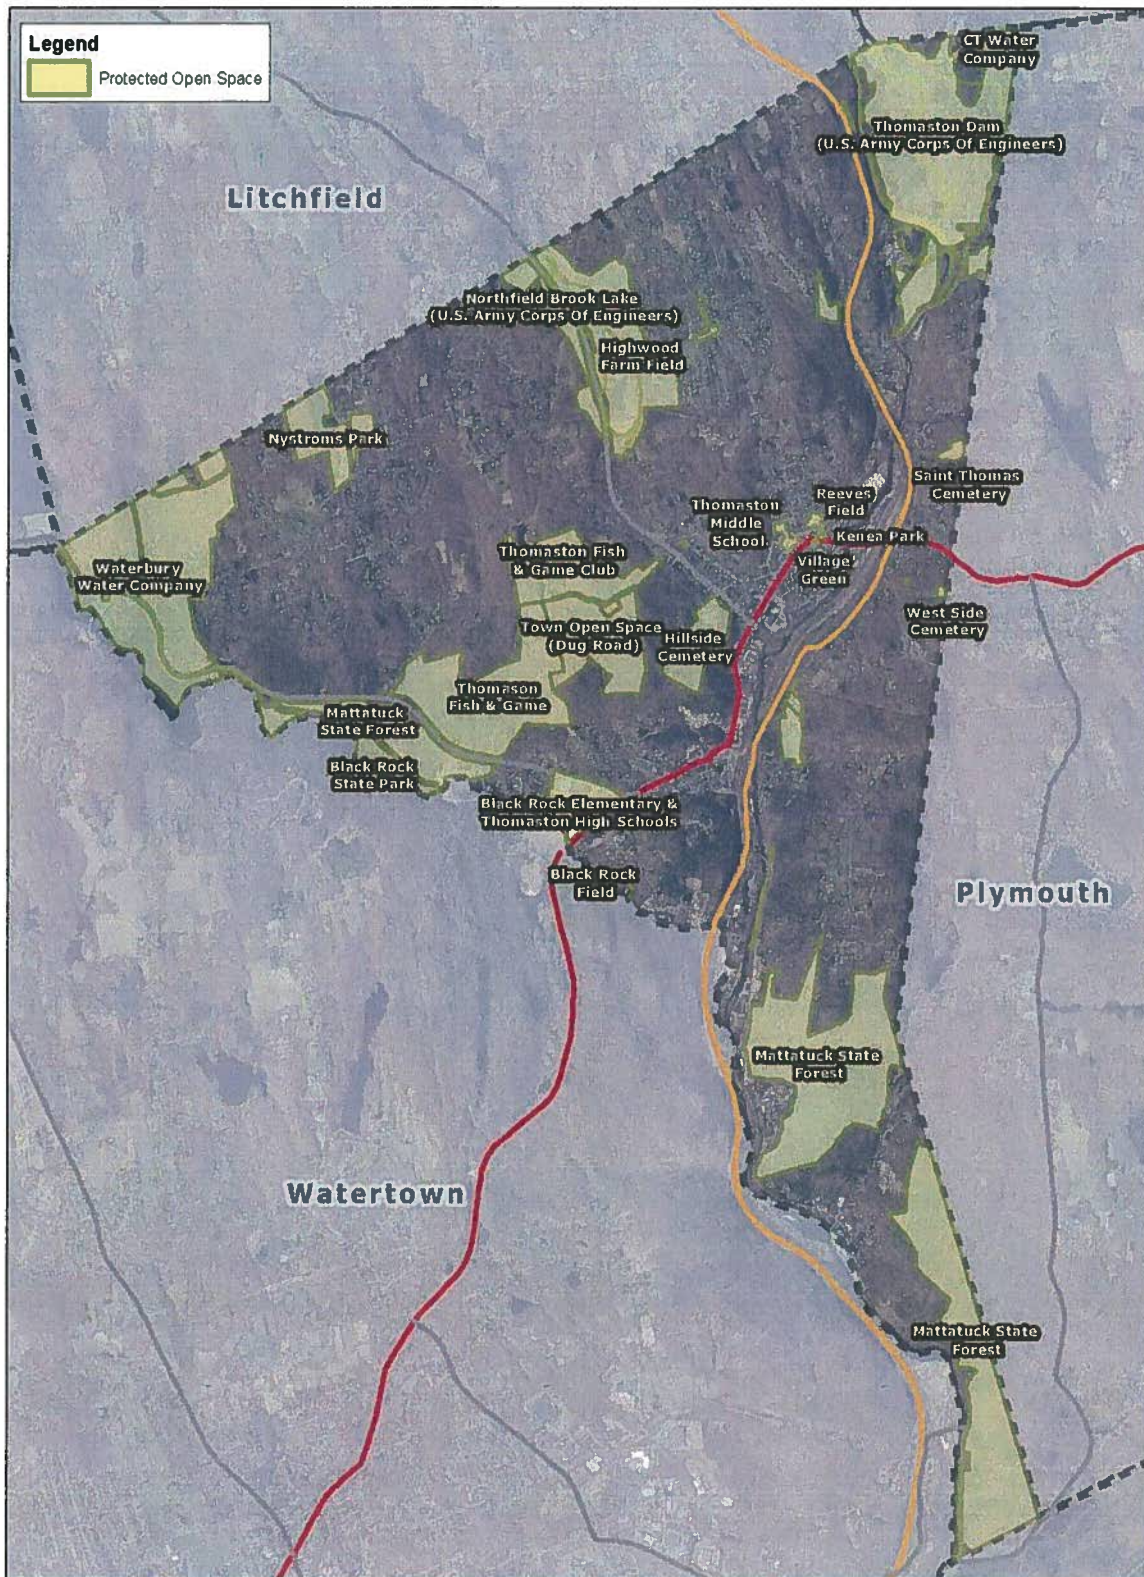 Legend
Protected Open Space
CT Water
Company
Thomaston Dam
(U.S. Army Corps Of Engineers)
Litchfield
Northfield Brook Lake
(U.S. Army Corps Of Engineers)
Highwood
Farm Field
Nystroms Park
Saint Thomas
Cemetery
Thomaston
Middle
School
Reeves
Field
Kenea Park
Village
Green
Thomaston Fish
& Game Club
Waterbury
Water Company
West Side
Cemetery
Town Open Space
(Dug Road)
Hillside
Cemetery
Thomason
Fish & Game
Mattatuck
State Forest
Black Rock
State Park
Black Rock Elementary &
Thomaston High Schools
Black Rock
Field
Plymouth
Mattatuck State
Forest
Watertown
Mattatuck State
Forest